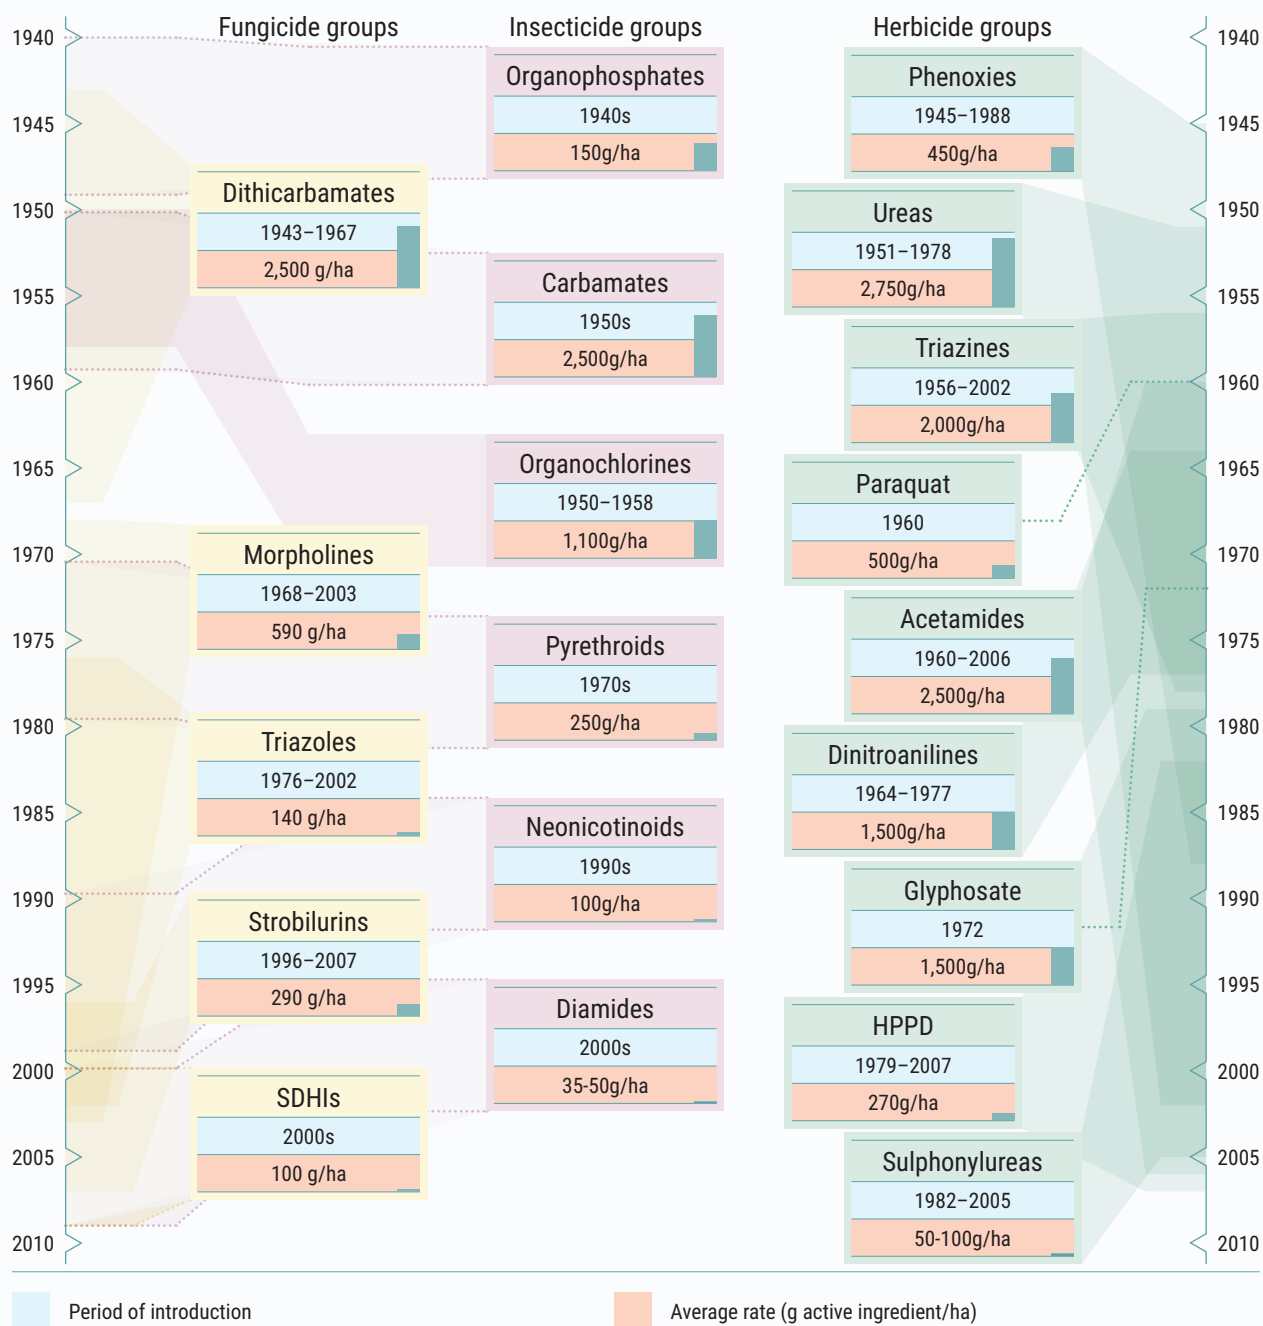 Fungicide groups
Insecticide groups
Herbicide groups
1940
1945
1950
1955
1960
1965
1970
1975
1980
1985
1990
1995
2000
2005
2010
Dithicarbamates
1943–1967
2,500 g/ha
Morpholines
1968–2003
590 g/ha
Triazoles
1976–2002
140 g/ha
Strobilurins
1996–2007
290 g/ha
SDHIs
2000s
100 g/ha
Organophosphates
1940s
150g/ha
Carbamates
1950s
2,500g/ha
Organochlorines
1950–1958
1,100g/ha
Pyrethroids
1970s
250g/ha
Neonicotinoids
1990s
100g/ha
Diamides
2000s
35-50g/ha
Phenoxies
1945–1988
450g/ha
Ureas
1951–1978
2,750g/ha
Triazines
1956–2002
2,000g/ha
Paraquat
1960
500g/ha
Acetamides
1960–2006
2,500g/ha
Dinitroanilines
1964–1977
1,500g/ha
Glyphosate
1972
1,500g/ha
HPPD
1979–2007
270g/ha
Sulphonylureas
1982–2005
50-100g/ha
1940
1945
1950
1955
1960
1965
1970
1975
1980
1985
1990
1995
2000
2005
2010
Period of introduction
Average rate (g active ingredient/ha)